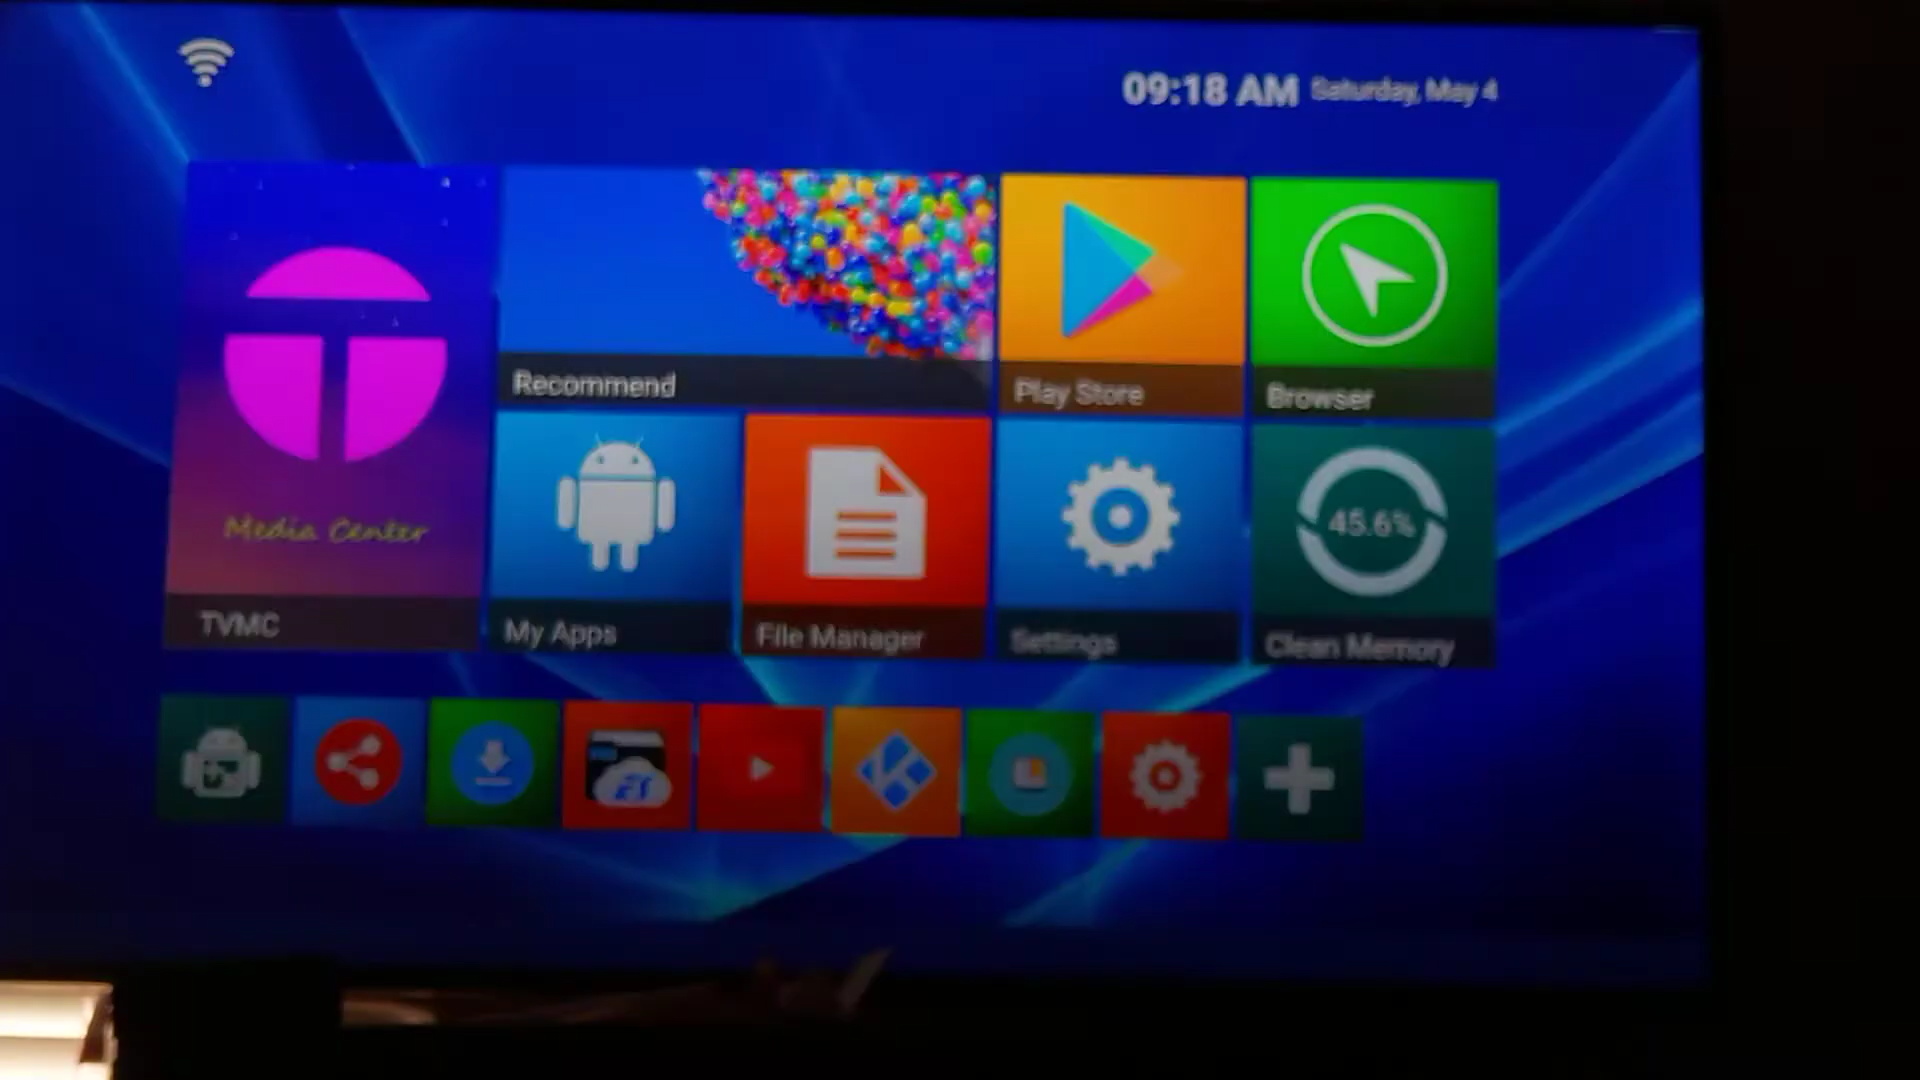 09:18 AM Saturday, May 4
Media Center
TVMC
Recommend
Play Store
Browser
My Apps
File Manager
Settings
45.6%
Clean Memory